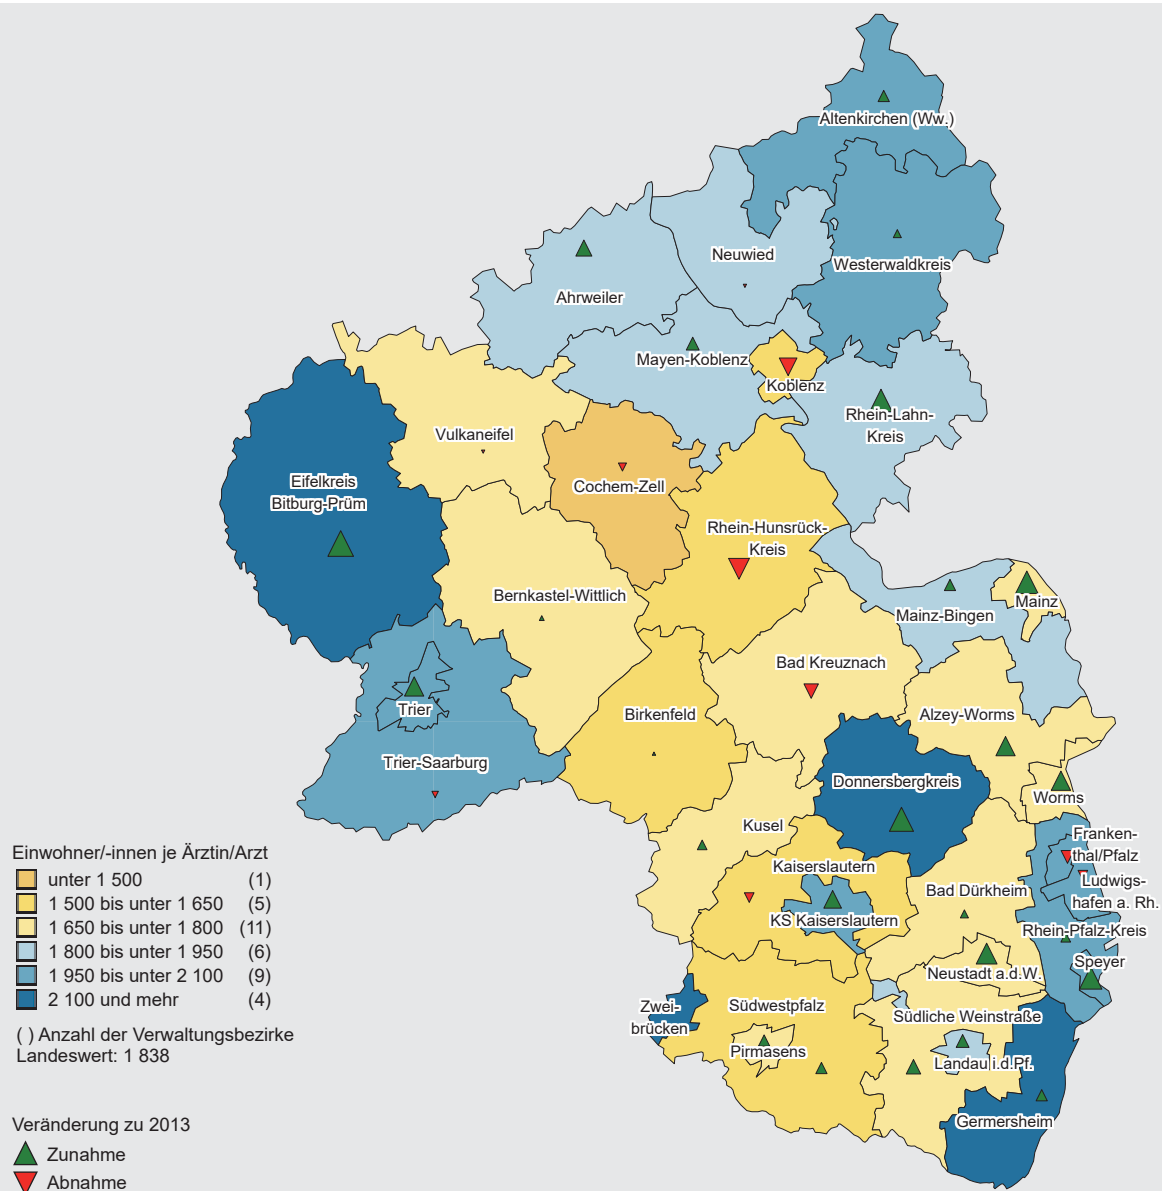 Altenkirchen (Ww.)
Neuwied
Westerwaldkreis
Ahrweiler
Mayen-Koblenz
Koblenz
Rhein-Lahn-
Kreis
Vulkaneifel
Cochem-Zell
Eifelkreis
Bitburg-Prüm
Rhein-Hunsrück-
Kreis
Bernkastel-Wittlich
Mainz
Mainz-Bingen
Bad Kreuznach
Trier
Birkenfeld
Alzey-Worms
Trier-Saarburg
Donnersbergkreis
Worms
Kusel
Franken-
thal/Pfalz
Kaiserslautern
Ludwigs-
hafen a. Rh.
Bad Dürkheim
KS Kaiserslautern
Rhein-Pfalz-Kreis
Speyer
Neustadt a.d.W.
Zwei-
brücken
Südwestpfalz
Südliche Weinstraße
Pirmasens
Landau i.d.Pf.
Germersheim
Einwohner/-innen je Ärztin/Arzt
unter 1 500 (1)
1 500 bis unter 1 650 (5)
1 650 bis unter 1 800 (11)
1 800 bis unter 1 950 (6)
1 950 bis unter 2 100 (9)
2 100 und mehr (4)
( ) Anzahl der Verwaltungsbezirke
Landeswert: 1 838
Veränderung zu 2013
Zunahme
Abnahme